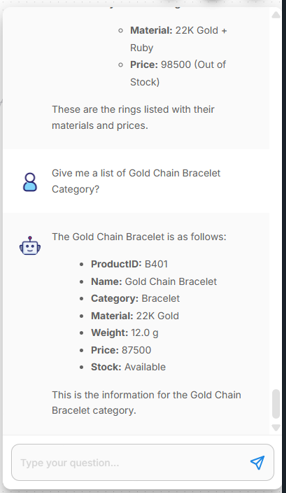 Material: 22K Gold +
Ruby
Price: 98500 (Out of
Stock)
These are the rings listed with their
materials and prices.
Give me a list of Gold Chain Bracelet
Category?
The Gold Chain Bracelet is as follows:
ProductID: B401
Name: Gold Chain Bracelet
Category: Bracelet
Material: 22K Gold
Weight: 12.0 g
Price: 87500
Stock: Available
This is the information for the Gold Chain
Bracelet category.
Type your question...